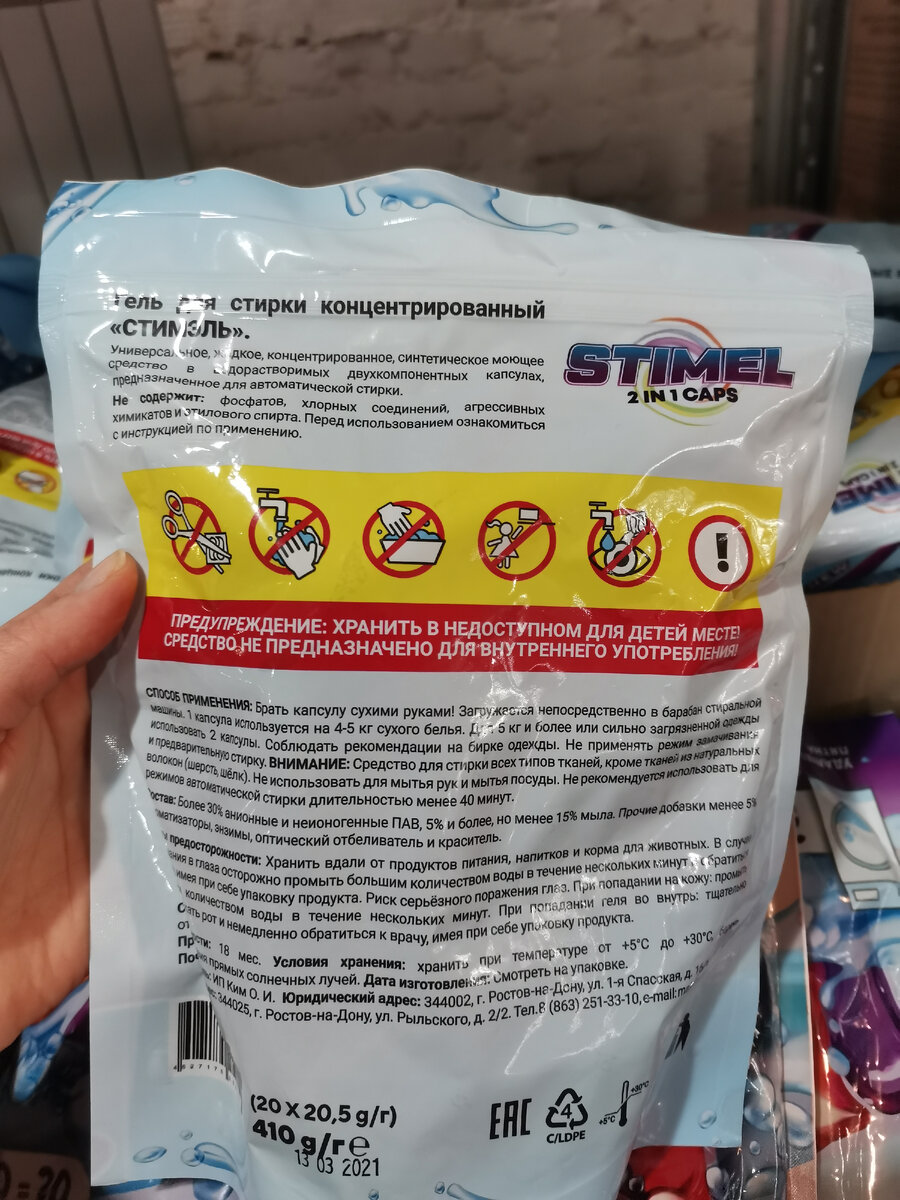 Гель для стирки концентрированный
«СТИМЭЛЬ».
Универсальное, жидкое, концентрированное, синтетическое моющее
средство в водорастворимых двухкомпонентных капсулах,
предназначенное для автоматической стирки.
Не содержит: фосфатов, хлорных соединений, агрессивных
химикатов и этилового спирта. Перед использованием ознакомиться
с инструкцией по применению.
STIMEL
2 IN 1 CAPS
ПРЕДУПРЕЖДЕНИЕ: ХРАНИТЬ В НЕДОСТУПНОМ ДЛЯ ДЕТЕЙ МЕСТЕ!
СРЕДСТВО НЕ ПРЕДНАЗНАЧЕНО ДЛЯ ВНУТРЕННЕГО УПОТРЕБЛЕНИЯ!
СПОСОБ ПРИМЕНЕНИЯ: Брать капсулу сухими руками! Загружается непосредственно в барабан стиральной
машины. 1 капсула используется на 4-5 кг сухого белья. Для 5 кг и более или сильно загрязненной одежды
использовать 2 капсулы. Соблюдать рекомендации на бирке одежды. Не применять режим замачивания
и предварительную стирку. ВНИМАНИЕ: Средство для стирки всех типов тканей, кроме тканей из натуральных
волокон (шерсть, шёлк). Не использовать для мытья рук и мытья посуды. Не рекомендуется использовать для
режимов автоматической стирки длительностью менее 40 минут.
Состав: Более 30% анионные и неионогенные ПАВ, 5% и более, но менее 15% мыла. Прочие добавки менее 5%
оматизаторы, энзимы, оптический отбеливатель и краситель.
предосторожности: Хранить вдали от продуктов питания, напитков и корма для животных. В случае
ания в глаза осторожно промыть большим количеством воды в течение нескольких минут и обратиться
имея при себе упаковку продукта. Риск серьёзного поражения глаз. При попадании на кожу: промыть
количеством воды в течение нескольких минут. При попадании геля во внутрь: тщательно
ать рот и немедленно обратиться к врачу, имея при себе упаковку продукта.
18 мес. Условия хранения: хранить при температуре от +5°C до +30°C,
прямых солнечных лучей. Дата изготовления: Смотреть на упаковке.
ИП Ким О. И. Юридический адрес: 344002, г. Ростов-на-Дону, ул. 1-я Спасская, д.
344025, г. Ростов-на-Дону, ул. Рыльского, д. 2/2. Тел.8 (863) 251-33-10, e-mail:
(20 X 20,5 g/г)
410 g/г e
13 03 2021
EAC
4
C/LDPE
+5°C
+30°C